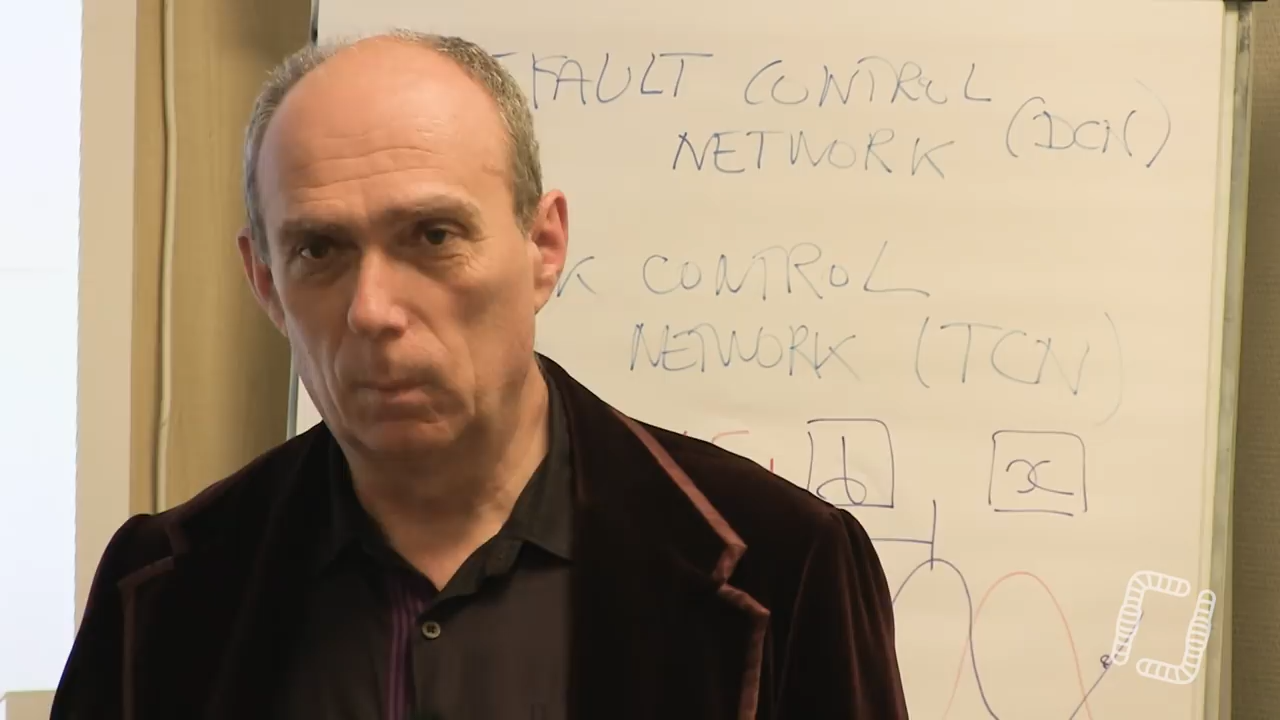 FAULT CONTROL
NETWORK (DCN)
K CONTROL
NETWORK (TCN)
x